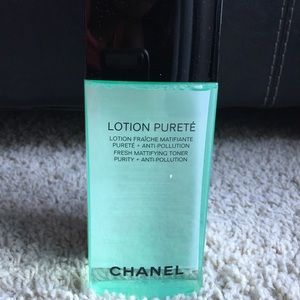 LOTION PURETÉ
LOTION FRAÎCHE MATIFIANTE
PURETÉ + ANTI-POLLUTION
FRESH MATTIFYING TONER
PURITY + ANTI-POLLUTION
CHANEL